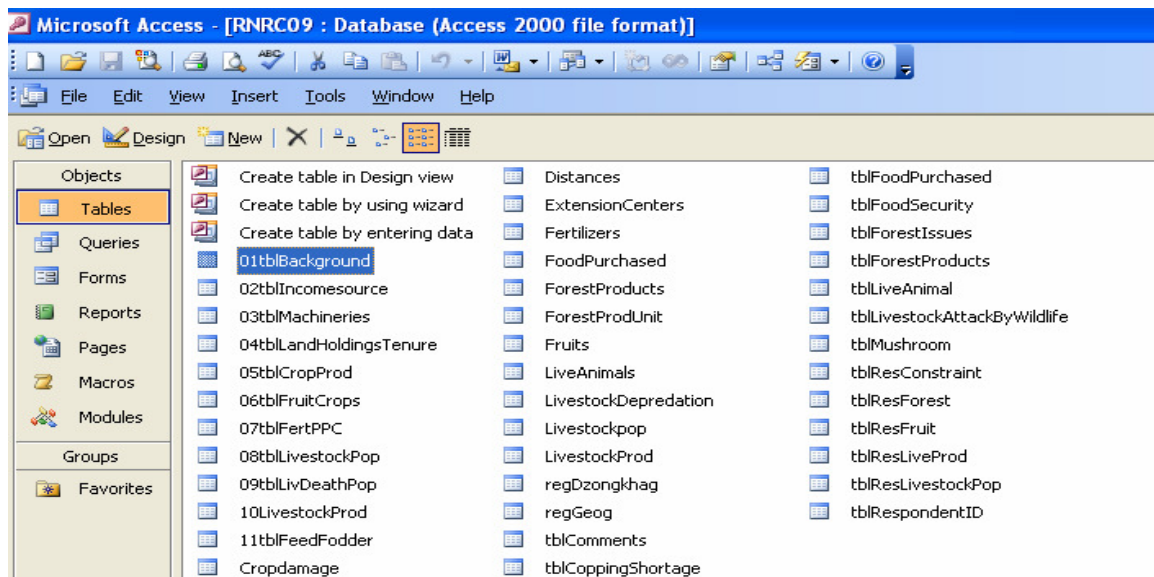 Microsoft Access - [RNRC09 : Database (Access 2000 file format)]
ABC
File Edit View Insert Tools Window Help
Open Design New
Objects
Tables
Queries
Forms
Reports
Pages
Macros
Modules
Groups
Favorites
Create table in Design view
Create table by using wizard
Create table by entering data
01tblBackground
02tblIncomesource
03tblMachineries
04tblLandHoldingsTenure
05tblCropProd
06tblFruitCrops
07tblFertPPC
08tblLivestockPop
09tblLivDeathPop
10LivestockProd
11tblFeedFodder
Cropdamage
Distances
ExtensionCenters
Fertilizers
FoodPurchased
ForestProducts
ForestProdUnit
Fruits
LiveAnimals
LivestockDepredation
Livestockpop
LivestockProd
regDzongkhag
regGeog
tblComments
tblCoppingShortage
tblFoodPurchased
tblFoodSecurity
tblForestIssues
tblForestProducts
tblLiveAnimal
tblLivestockAttackByWildlife
tblMushroom
tblResConstraint
tblResForest
tblResFruit
tblResLiveProd
tblResLivestockPop
tblRespondentID